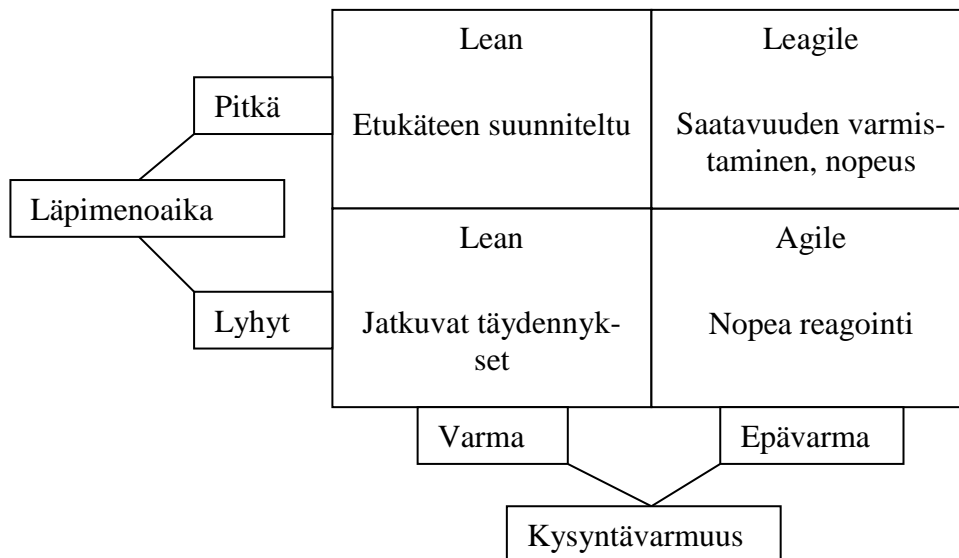 Lean
Leagile
Pitkä
Etukäteen suunniteltu
Saatavuuden varmis-
taminen, nopeus
Läpimenoaika
Lean
Agile
Lyhyt
Jatkuvat täydennyk-
set
Nopea reagointi
Varma
Epävarma
Kysyntävarmuus